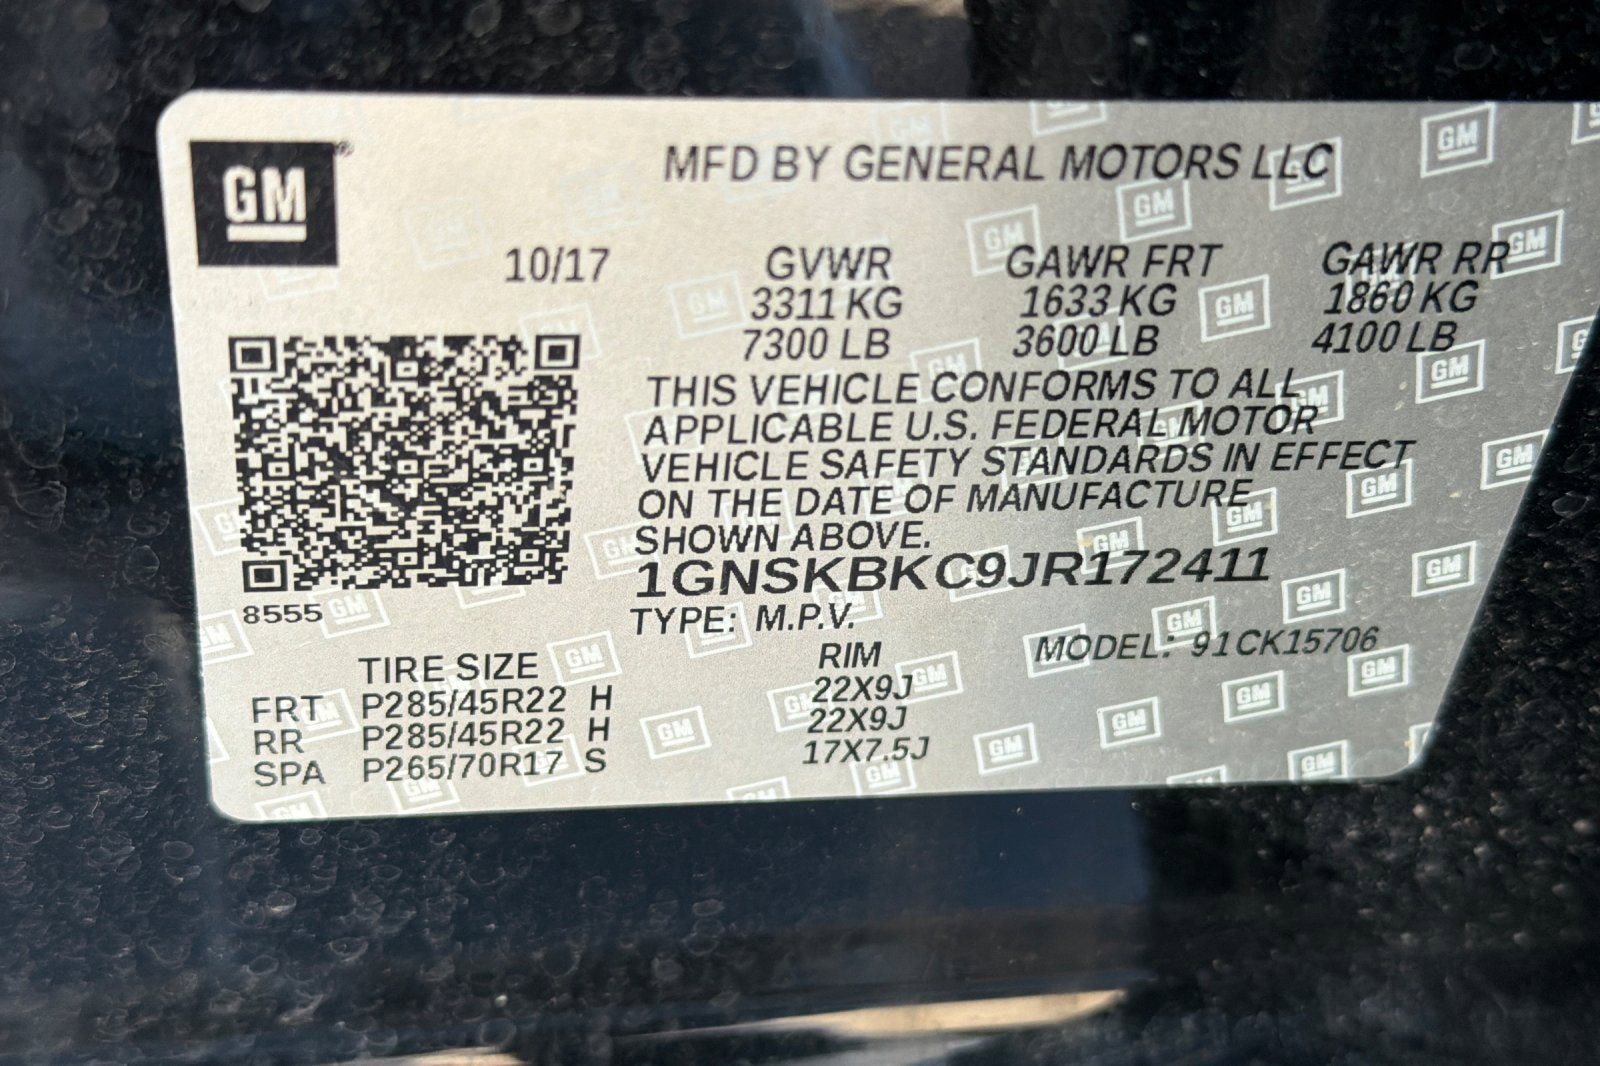 GM
MFD BY GENERAL MOTORS LLC
10/17 GVWR GAWR FRT GAWR RR
3311 KG 1633 KG 1860 KG
7300 LB 3600 LB 4100 LB
THIS VEHICLE CONFORMS TO ALL
APPLICABLE U.S. FEDERAL MOTOR
VEHICLE SAFETY STANDARDS IN EFFECT
ON THE DATE OF MANUFACTURE
SHOWN ABOVE.
1GNSKBKC9JR172411
8555
TYPE: M.P.V. MODEL: 91CK15706
TIRE SIZE RIM
FRT P285/45R22 H 22X9J
RR P285/45R22 H 22X9J
SPA P265/70R17 S 17X7.5J